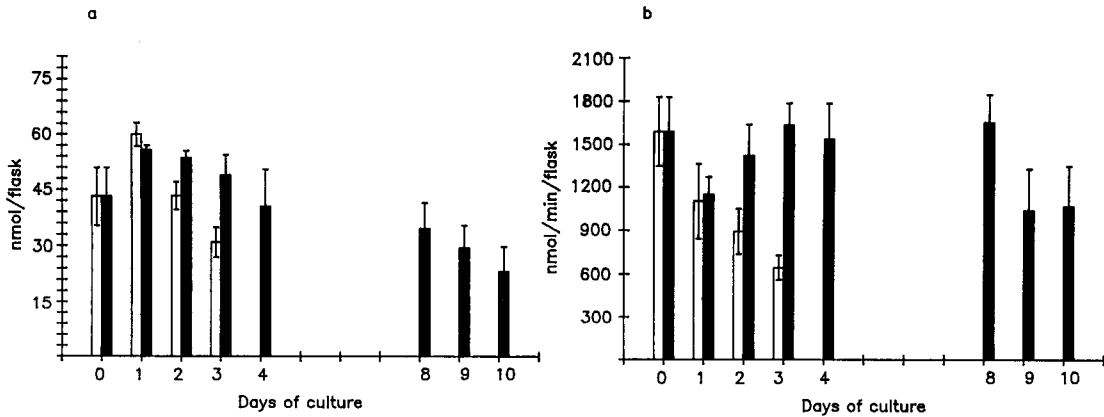 a
nmol/flask
75
60
45
30
15
0 1 2 3 4 8 9 10
Days of culture
b
nmol/min/flask
2100
1800
1500
1200
900
600
300
0 1 2 3 4 8 9 10
Days of culture